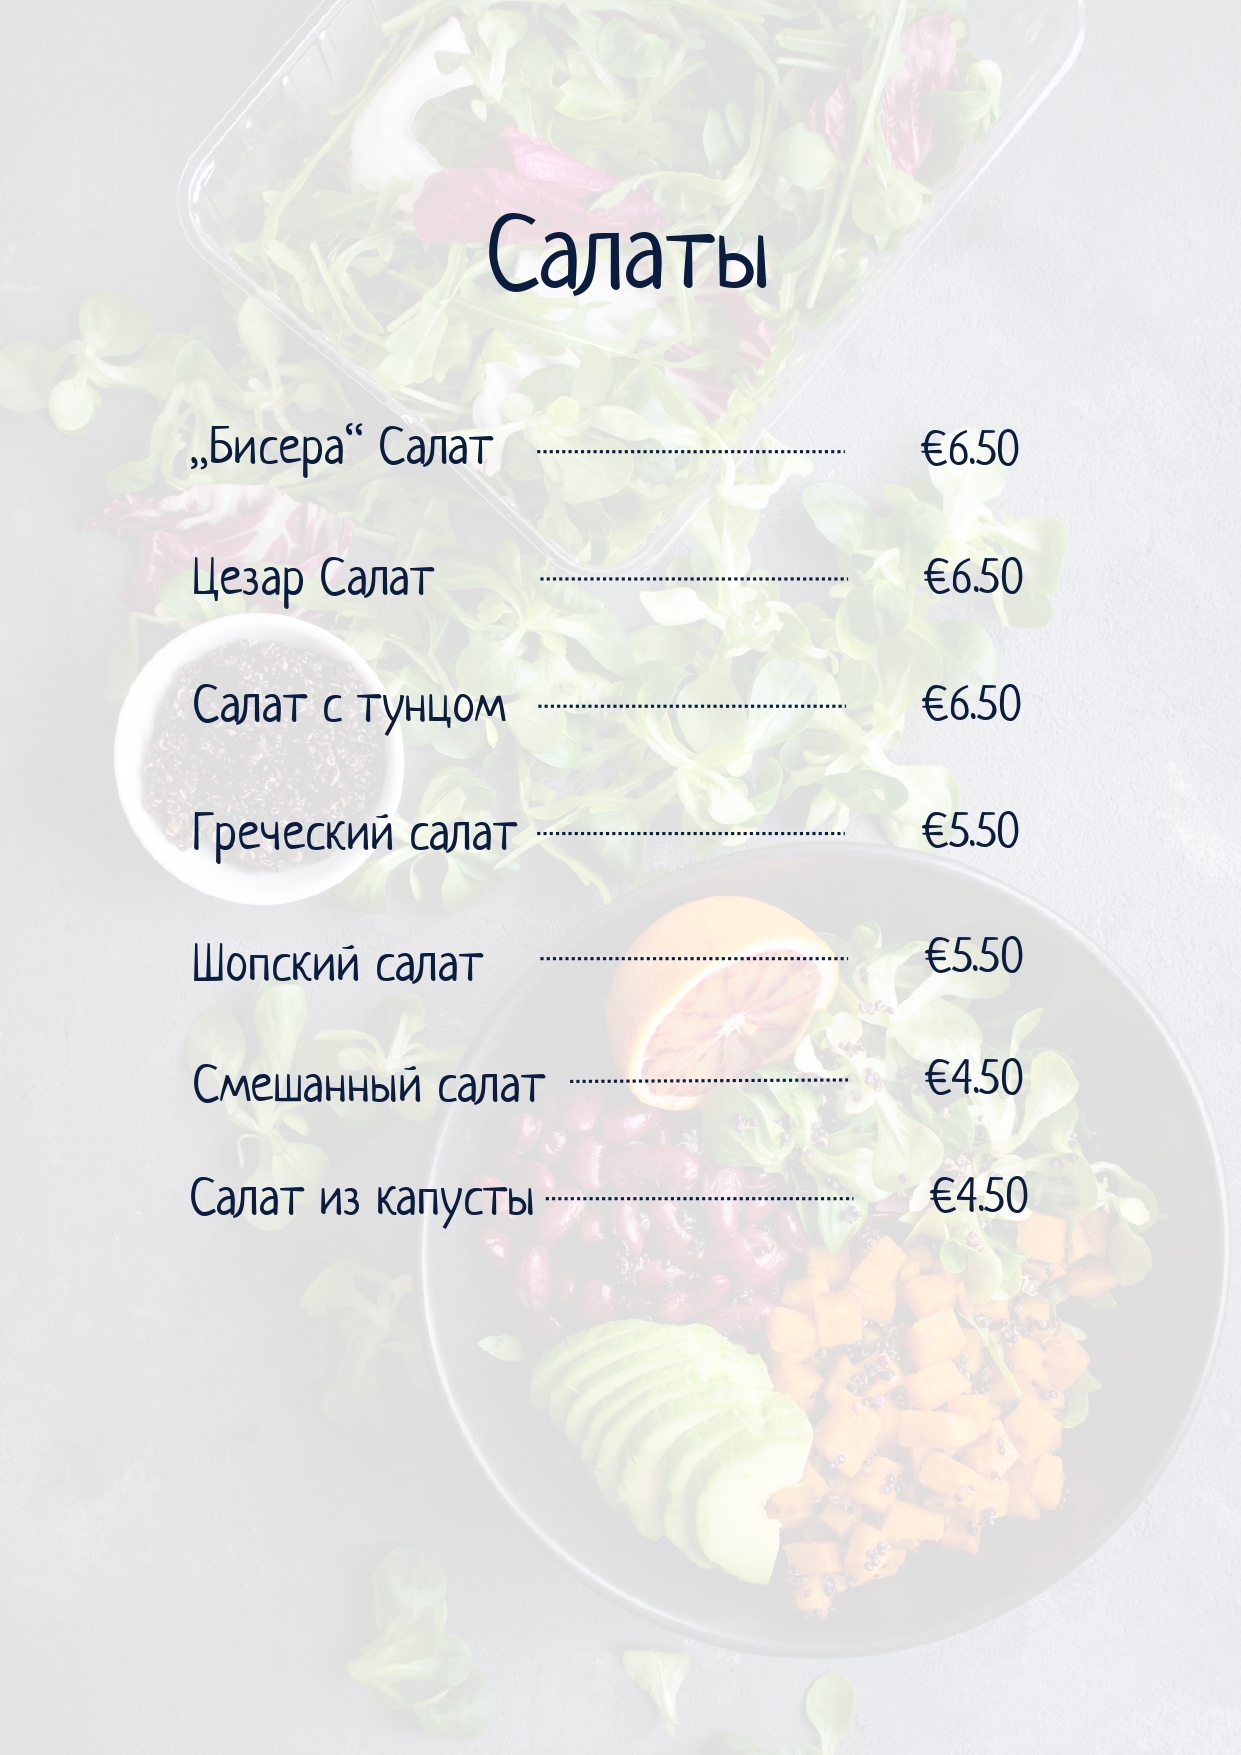 Салаты
„Бисера“ Салат €6.50
Цезар Салат €6.50
Салат с тунцом €6.50
Греческий салат €5.50
Шопский салат €5.50
Смешанный салат €4.50
Салат из капусты €4.50